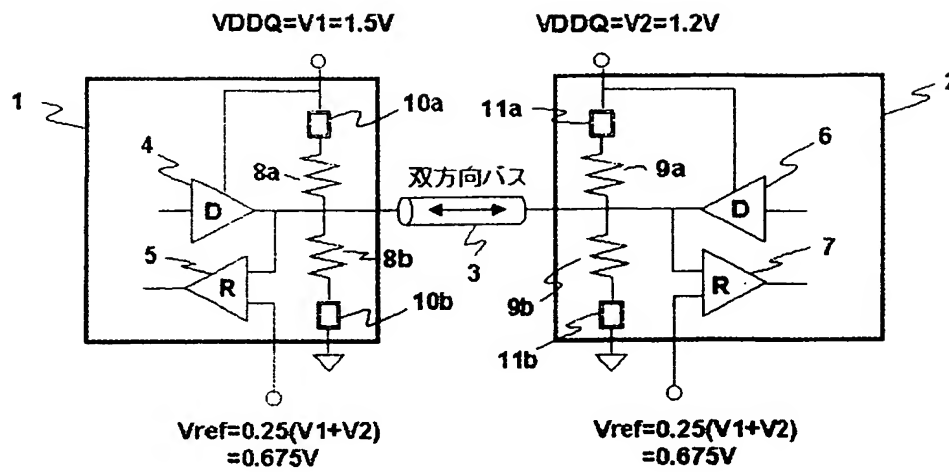 VDDQ=V1=1.5V
VDDQ=V2=1.2V
1
10a
11a
2
4
8a
双方向バス
9a
6
D
D
5
8b
3
7
R
10b
9b
R
11b
Vref=0.25(V1+V2)
=0.675V
Vref=0.25(V1+V2)
=0.675V